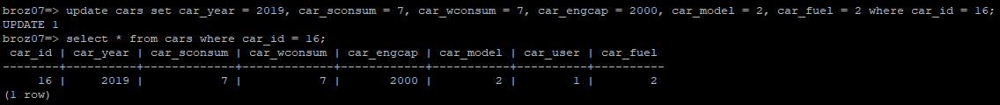 broz07=> update cars set car_year = 2019, car_sconsum = 7, car_wconsum = 7, car_engcap = 2000, car_model = 2, car_fuel = 2 where car_id = 16;
UPDATE 1
broz07=> select * from cars where car_id = 16;
 car_id | car_year | car_sconsum | car_wconsum | car_engcap | car_model | car_user | car_fuel
--------+----------+-------------+-------------+------------+-----------+----------+----------
     16 |     2019 |           7 |           7 |       2000 |         2 |        1 |        2
(1 row)